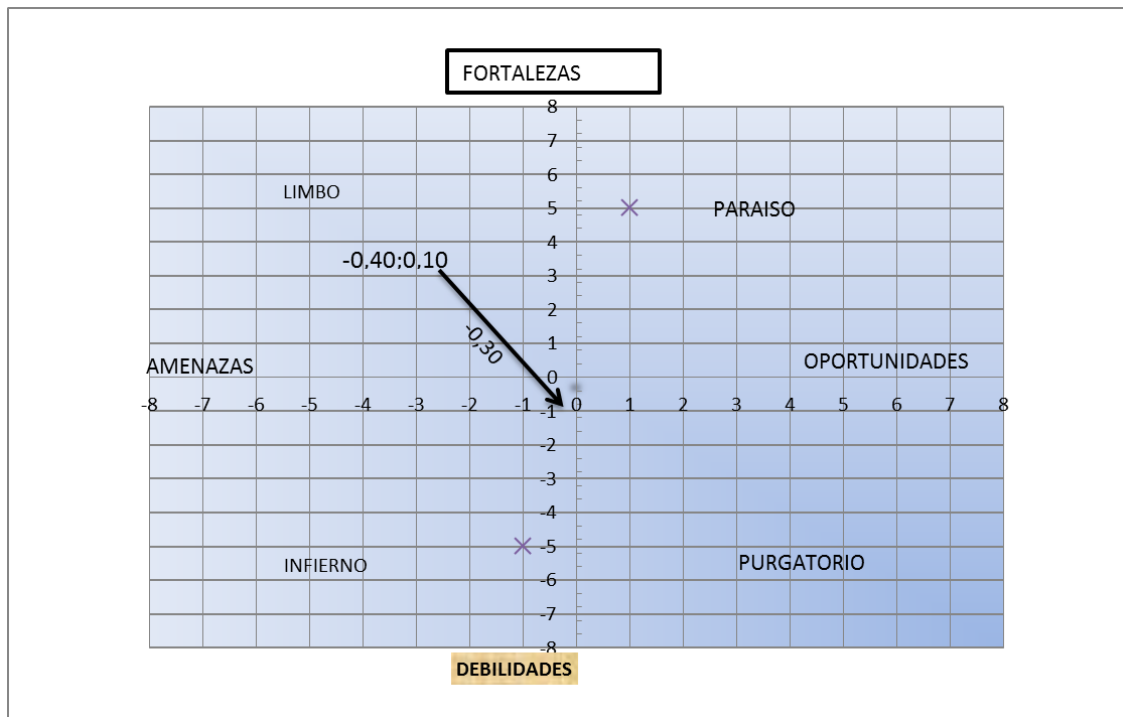 FORTALEZAS
8
7
6
LIMBO
5
PARAISO
4
-0,40;0,10
3
2
1
-0,30
AMENAZAS
0
OPORTUNIDADES
-8 -7 -6 -5 -4 -3 -2 -1 0 1 2 3 4 5 6 7 8
-1
-2
-3
-4
-5
INFIERNO
PURGATORIO
-6
-7
-8
DEBILIDADES